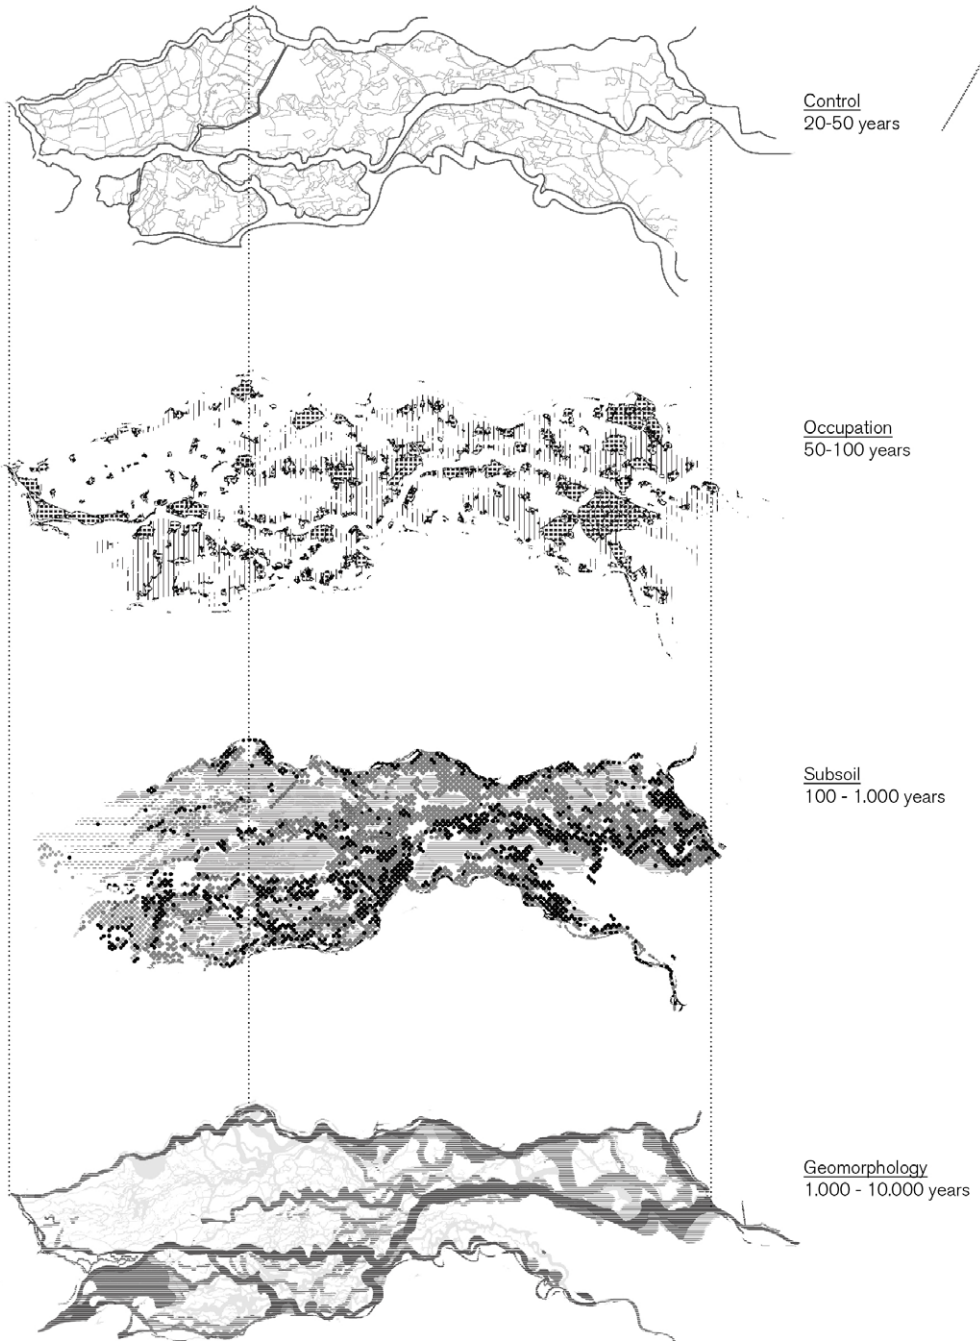 Control
20-50 years
Occupation
50-100 years
Subsoil
100 - 1.000 years
Geomorphology
1.000 - 10.000 years